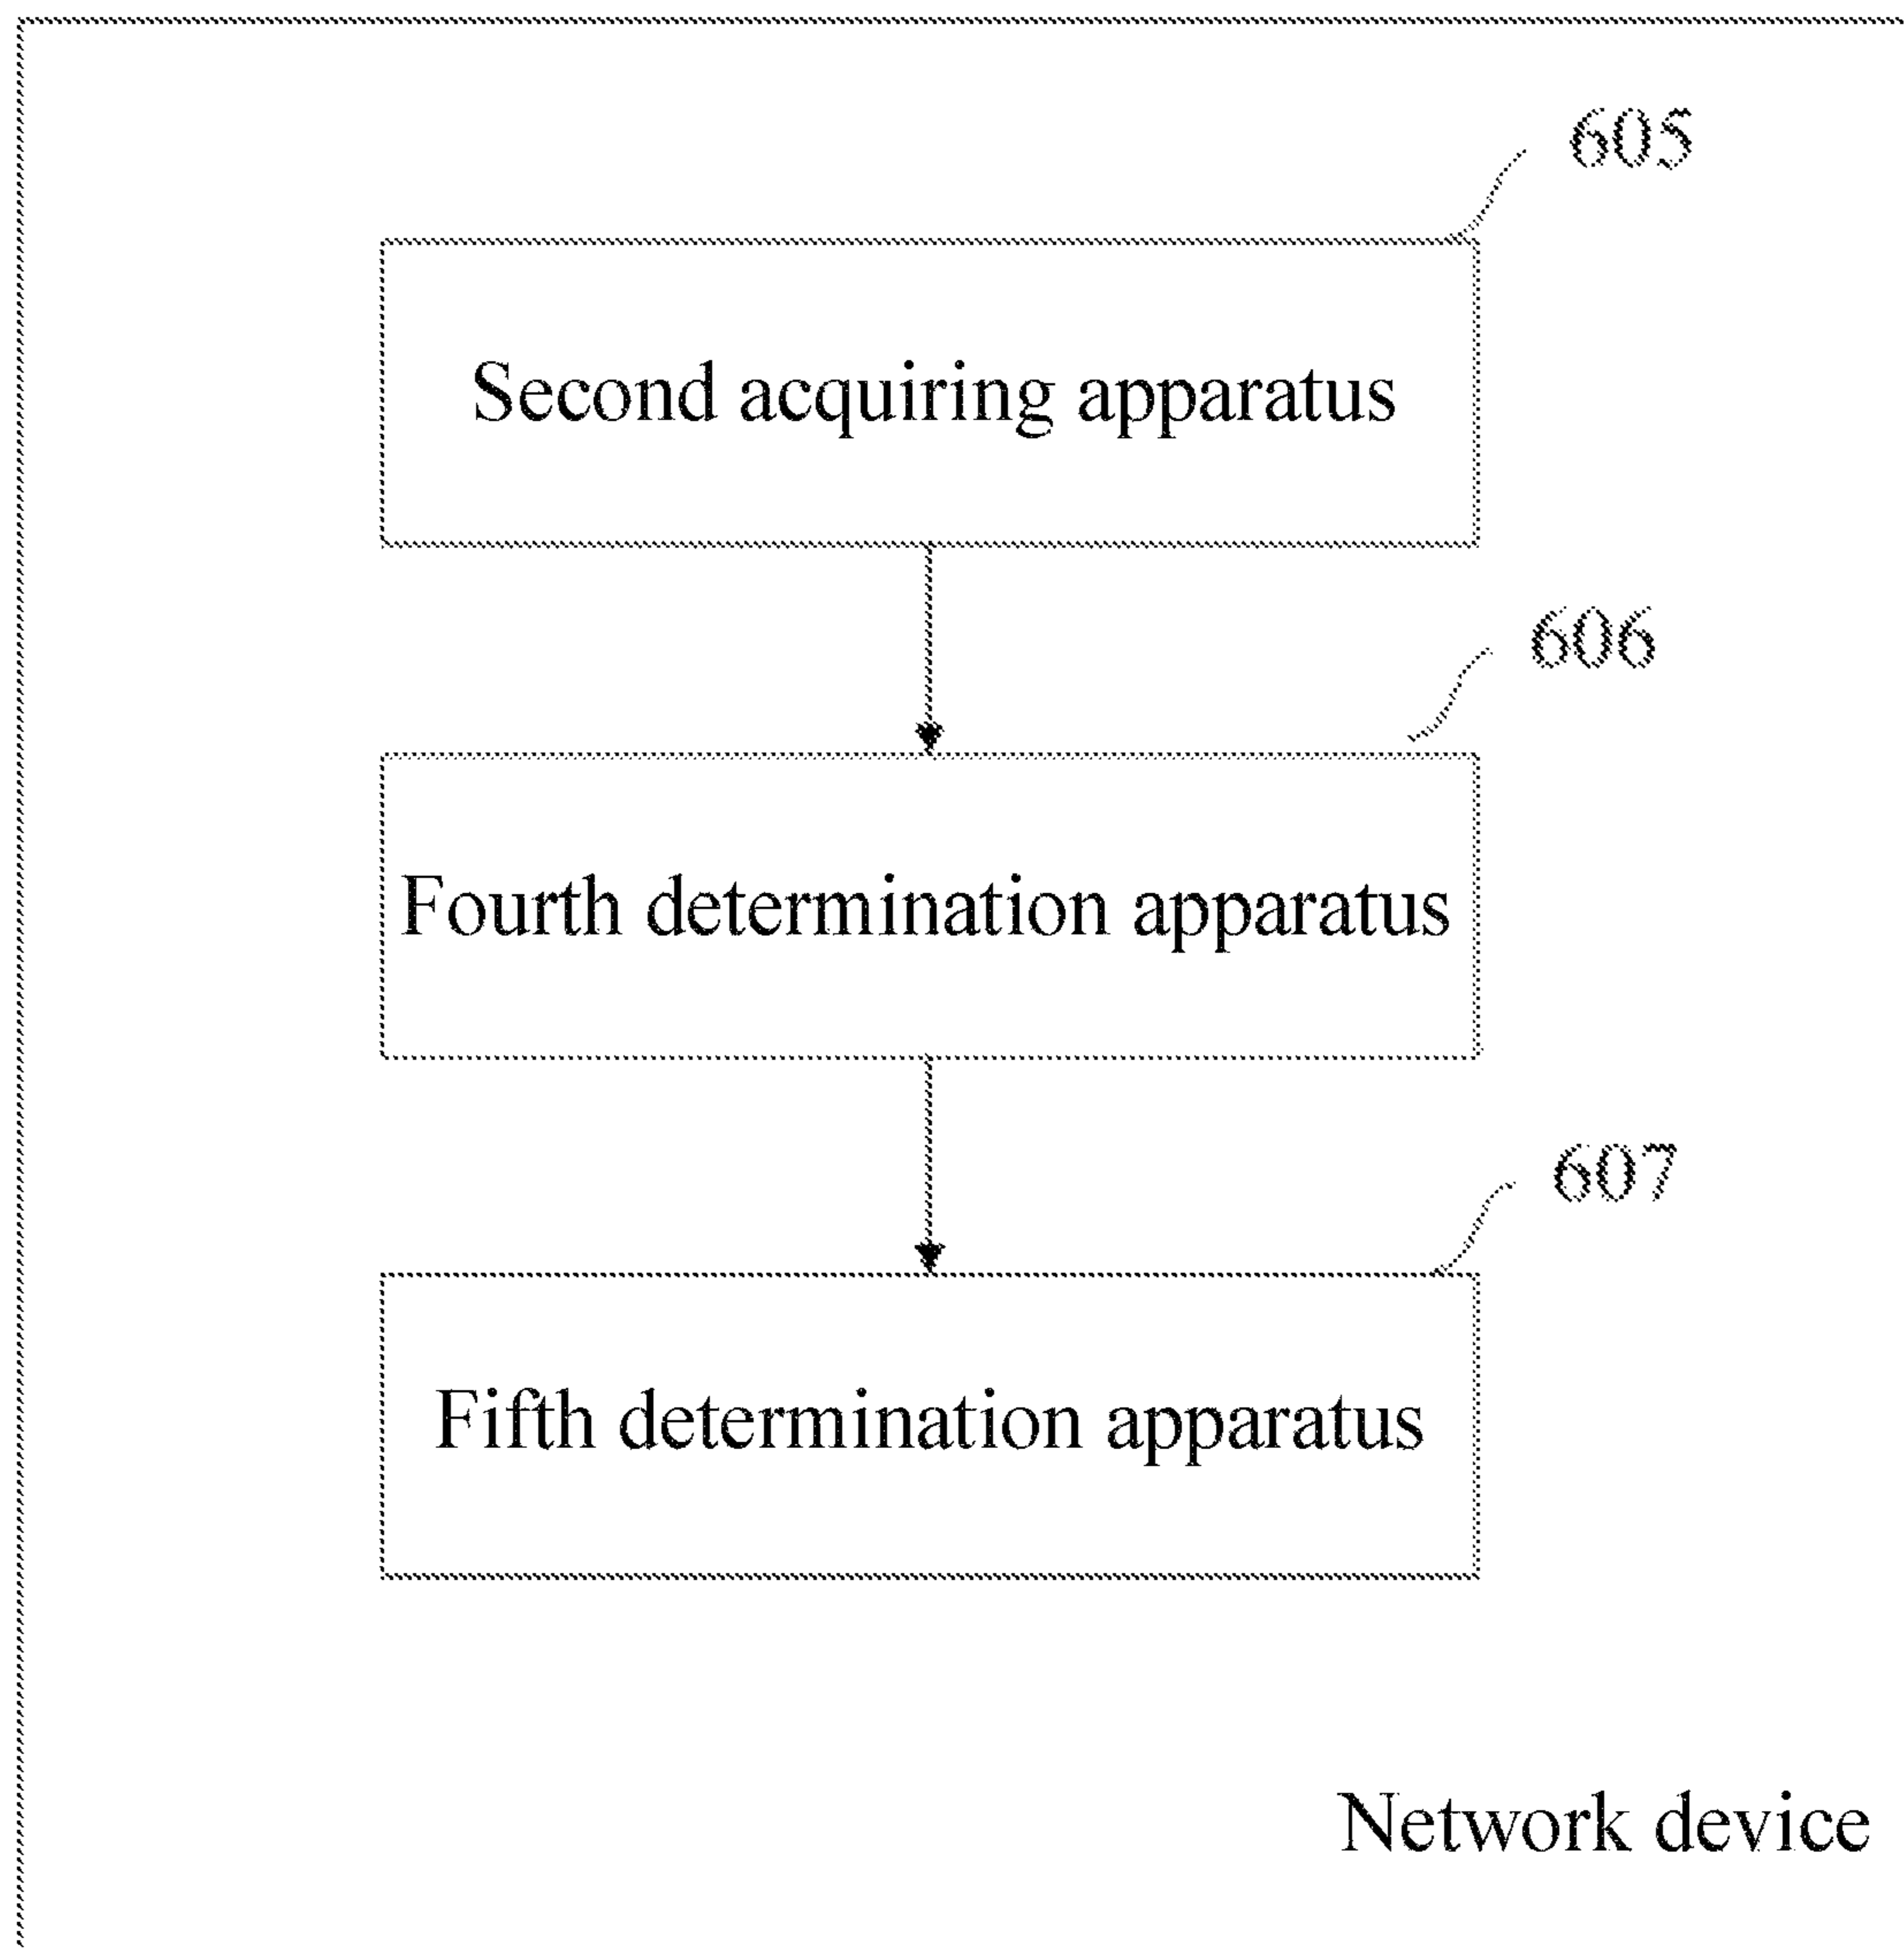 605
Second acquiring apparatus
606
Fourth determination apparatus
607
Fifth determination apparatus
Network device